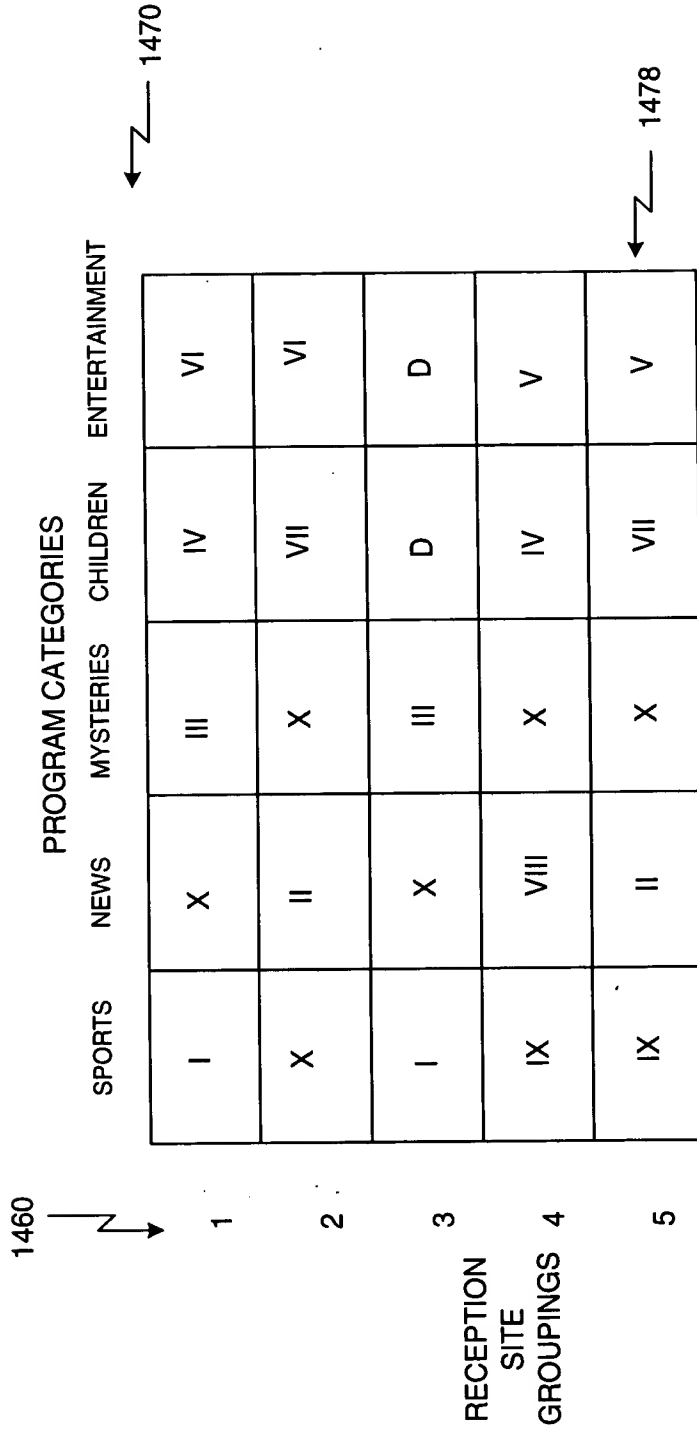 PROGRAM CATEGORIES
1460
1470
SPORTS NEWS MYSTERIES CHILDREN ENTERTAINMENT
1 I X III IV VI
2 X II X VII VI
3 I X III D D
4 IX VIII X IV V
5 IX II X VII V
RECEPTION
SITE
GROUPINGS
1478